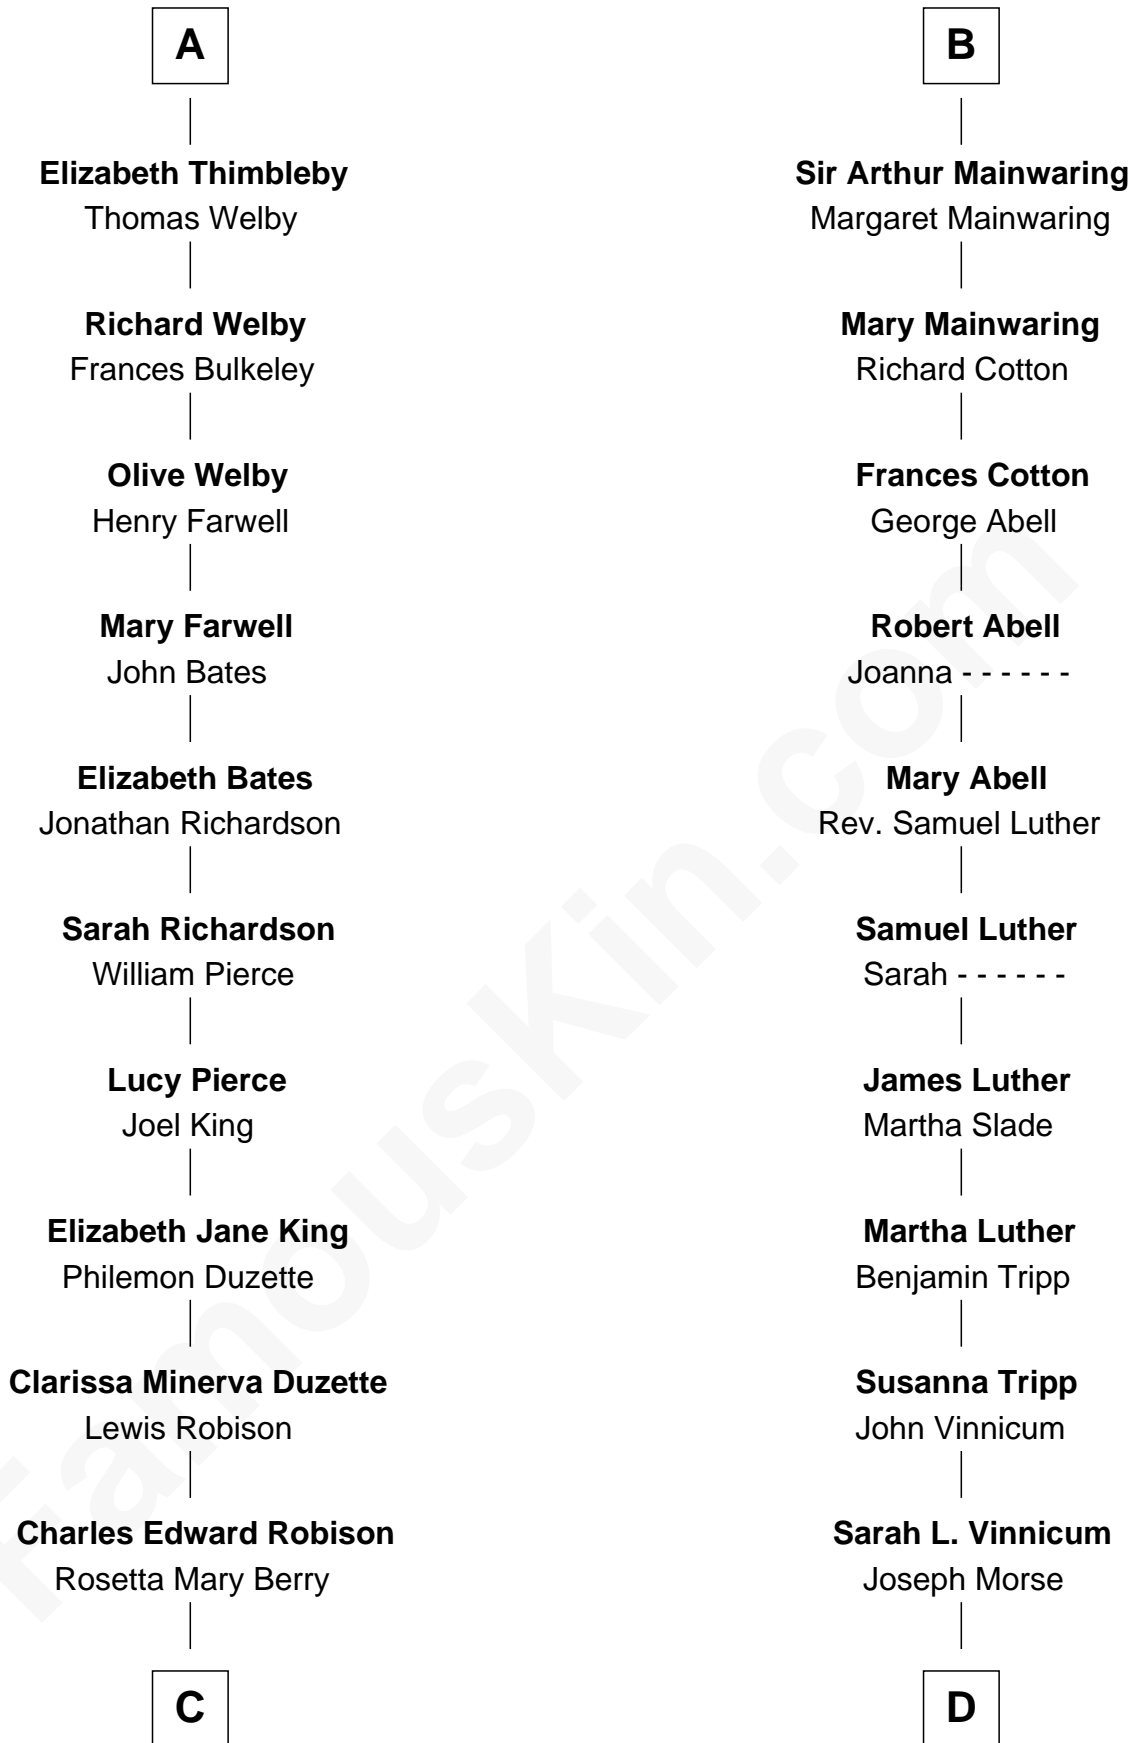 A
Elizabeth Thimbleby
Thomas Welby
Richard Welby
Frances Bulkeley
Olive Welby
Henry Farwell
Mary Farwell
John Bates
Elizabeth Bates
Jonathan Richardson
Sarah Richardson
William Pierce
Lucy Pierce
Joel King
Elizabeth Jane King
Philemon Duzette
Clarissa Minerva Duzette
Lewis Robison
Charles Edward Robison
Rosetta Mary Berry
C
B
Sir Arthur Mainwaring
Margaret Mainwaring
Mary Mainwaring
Richard Cotton
Frances Cotton
George Abell
Robert Abell
Joanna - - - - - -
Mary Abell
Rev. Samuel Luther
Samuel Luther
Sarah - - - - - -
James Luther
Martha Slade
Martha Luther
Benjamin Tripp
Susanna Tripp
John Vinnicum
Sarah L. Vinnicum
Joseph Morse
D
FamousKin.com